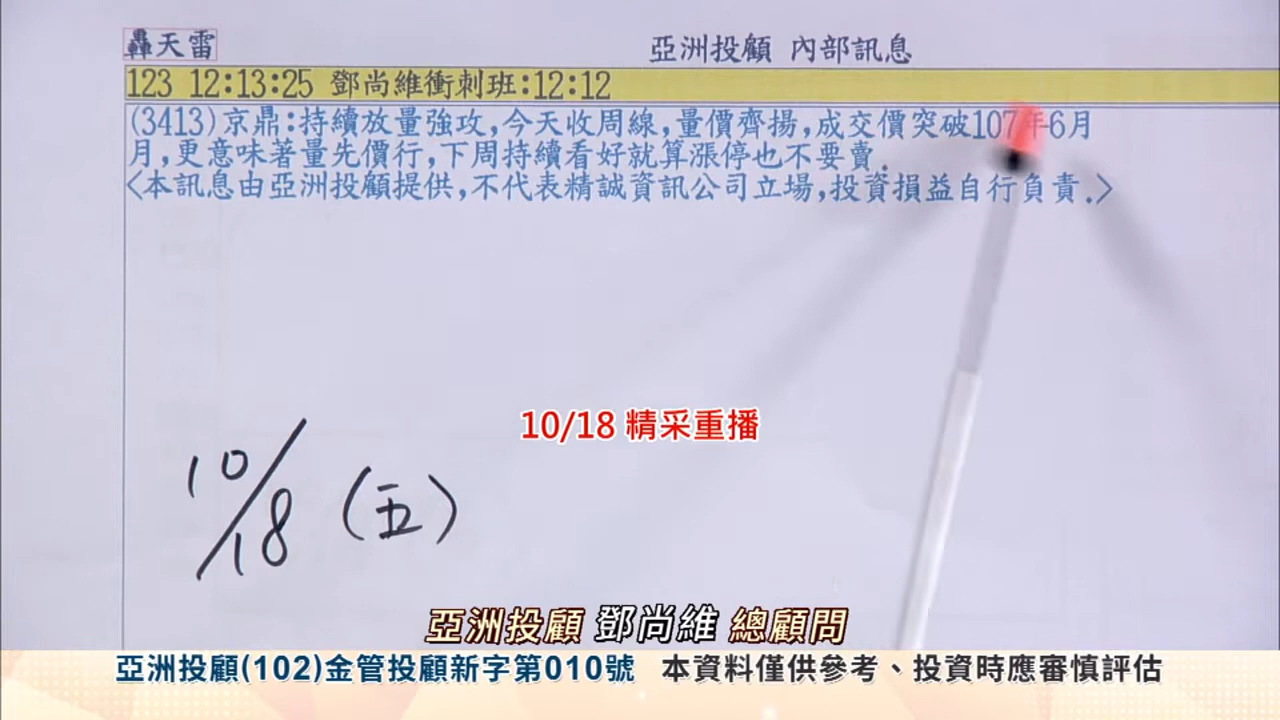 轟天雷
亞洲投顧 內部訊息
123 12:13:25 鄧尚維衝刺班:12:12
(3413)京鼎:持續放量強攻,今天收周線,量價齊揚,成交價突破107年6月
月,更意味著量先價行,下周持續看好就算漲停也不要賣.
<本訊息由亞洲投顧提供,不代表精誠資訊公司立場,投資損益自行負責.>
10/18 精采重播
10/18 (五)
亞洲投顧 鄧尚維 總顧問
亞洲投顧(102)金管投顧新字第010號 本資料僅供參考、投資時應審慎評估